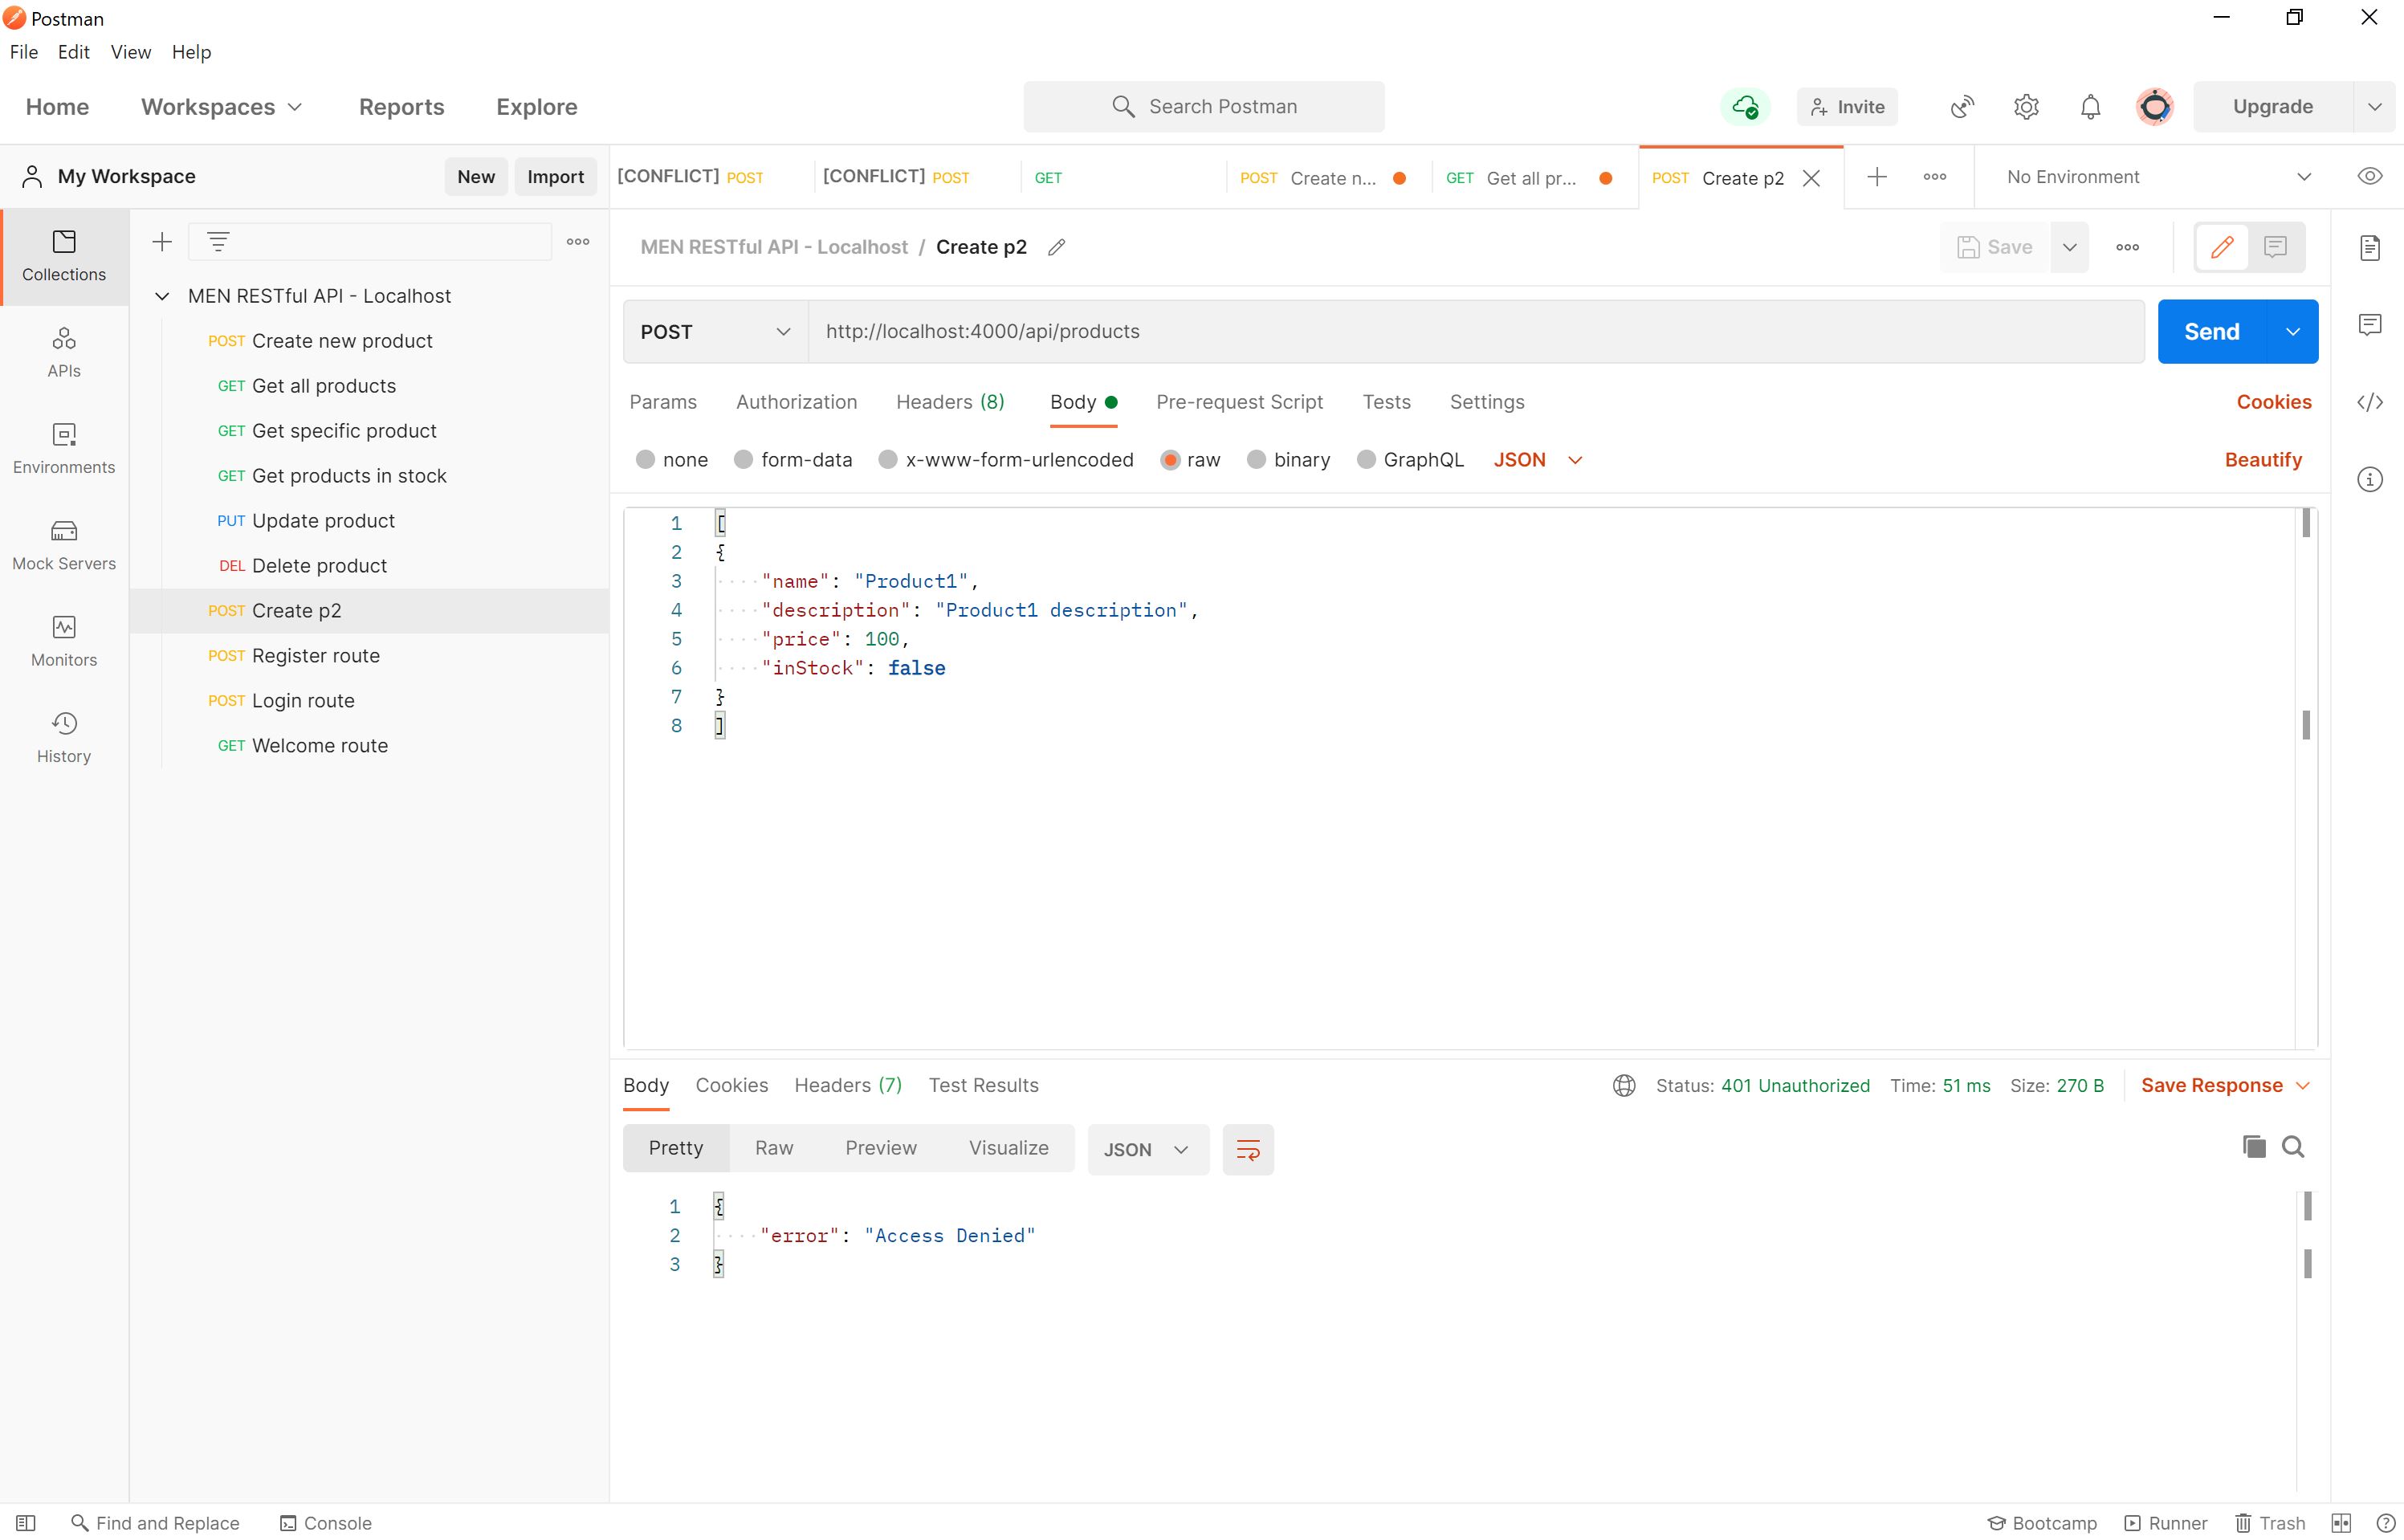 Postman
File Edit View Help
Home Workspaces Reports Explore
Search Postman
Invite
Upgrade
My Workspace
New Import
[CONFLICT] POST
[CONFLICT] POST
GET
POST Create n...
GET Get all pr...
POST Create p2
No Environment
Collections
APIs
Environments
Mock Servers
Monitors
History
MEN RESTful API - Localhost
POST Create new product
GET Get all products
GET Get specific product
GET Get products in stock
PUT Update product
DEL Delete product
POST Create p2
POST Register route
POST Login route
GET Welcome route
MEN RESTful API - Localhost / Create p2
Save
POST http://localhost:4000/api/products
Send
Params Authorization Headers (8) Body Pre-request Script Tests Settings Cookies
none form-data x-www-form-urlencoded raw binary GraphQL JSON Beautify
1 [
2 {
3 "name": "Product1",
4 "description": "Product1 description",
5 "price": 100,
6 "inStock": false
7 }
8 ]
Body Cookies Headers (7) Test Results Status: 401 Unauthorized Time: 51 ms Size: 270 B Save Response
Pretty Raw Preview Visualize JSON
1 {
2 "error": "Access Denied"
3 }
Find and Replace Console Bootcamp Runner Trash